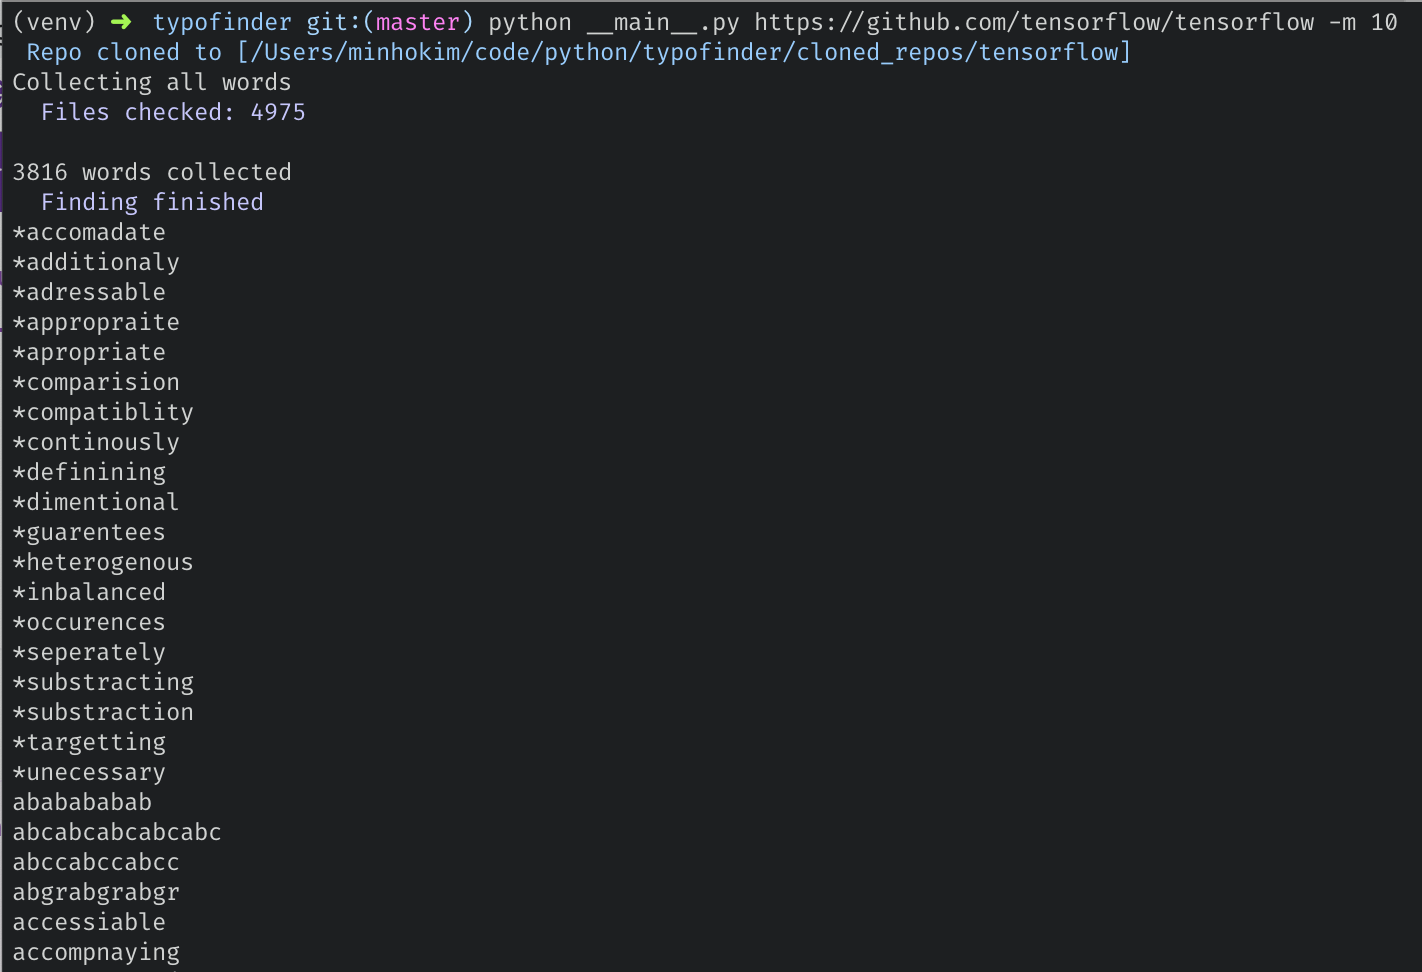 (venv) ➜ typofinder git:(master) python __main__.py https://github.com/tensorflow/tensorflow -m 10
Repo cloned to [/Users/minhokim/code/python/typofinder/cloned_repos/tensorflow]
Collecting all words
Files checked: 4975
3816 words collected
Finding finished
*accomadate
*additionaly
*adressable
*appropraite
*apropriate
*comparision
*compatiblity
*continously
*definining
*dimentional
*guarentees
*heterogenous
*inbalanced
*occurences
*seperately
*substracting
*substraction
*targetting
*unecessary
ababababab
abcabcabcabcabc
abccabccabcc
abgrabgrabgr
accessiable
accompnaying